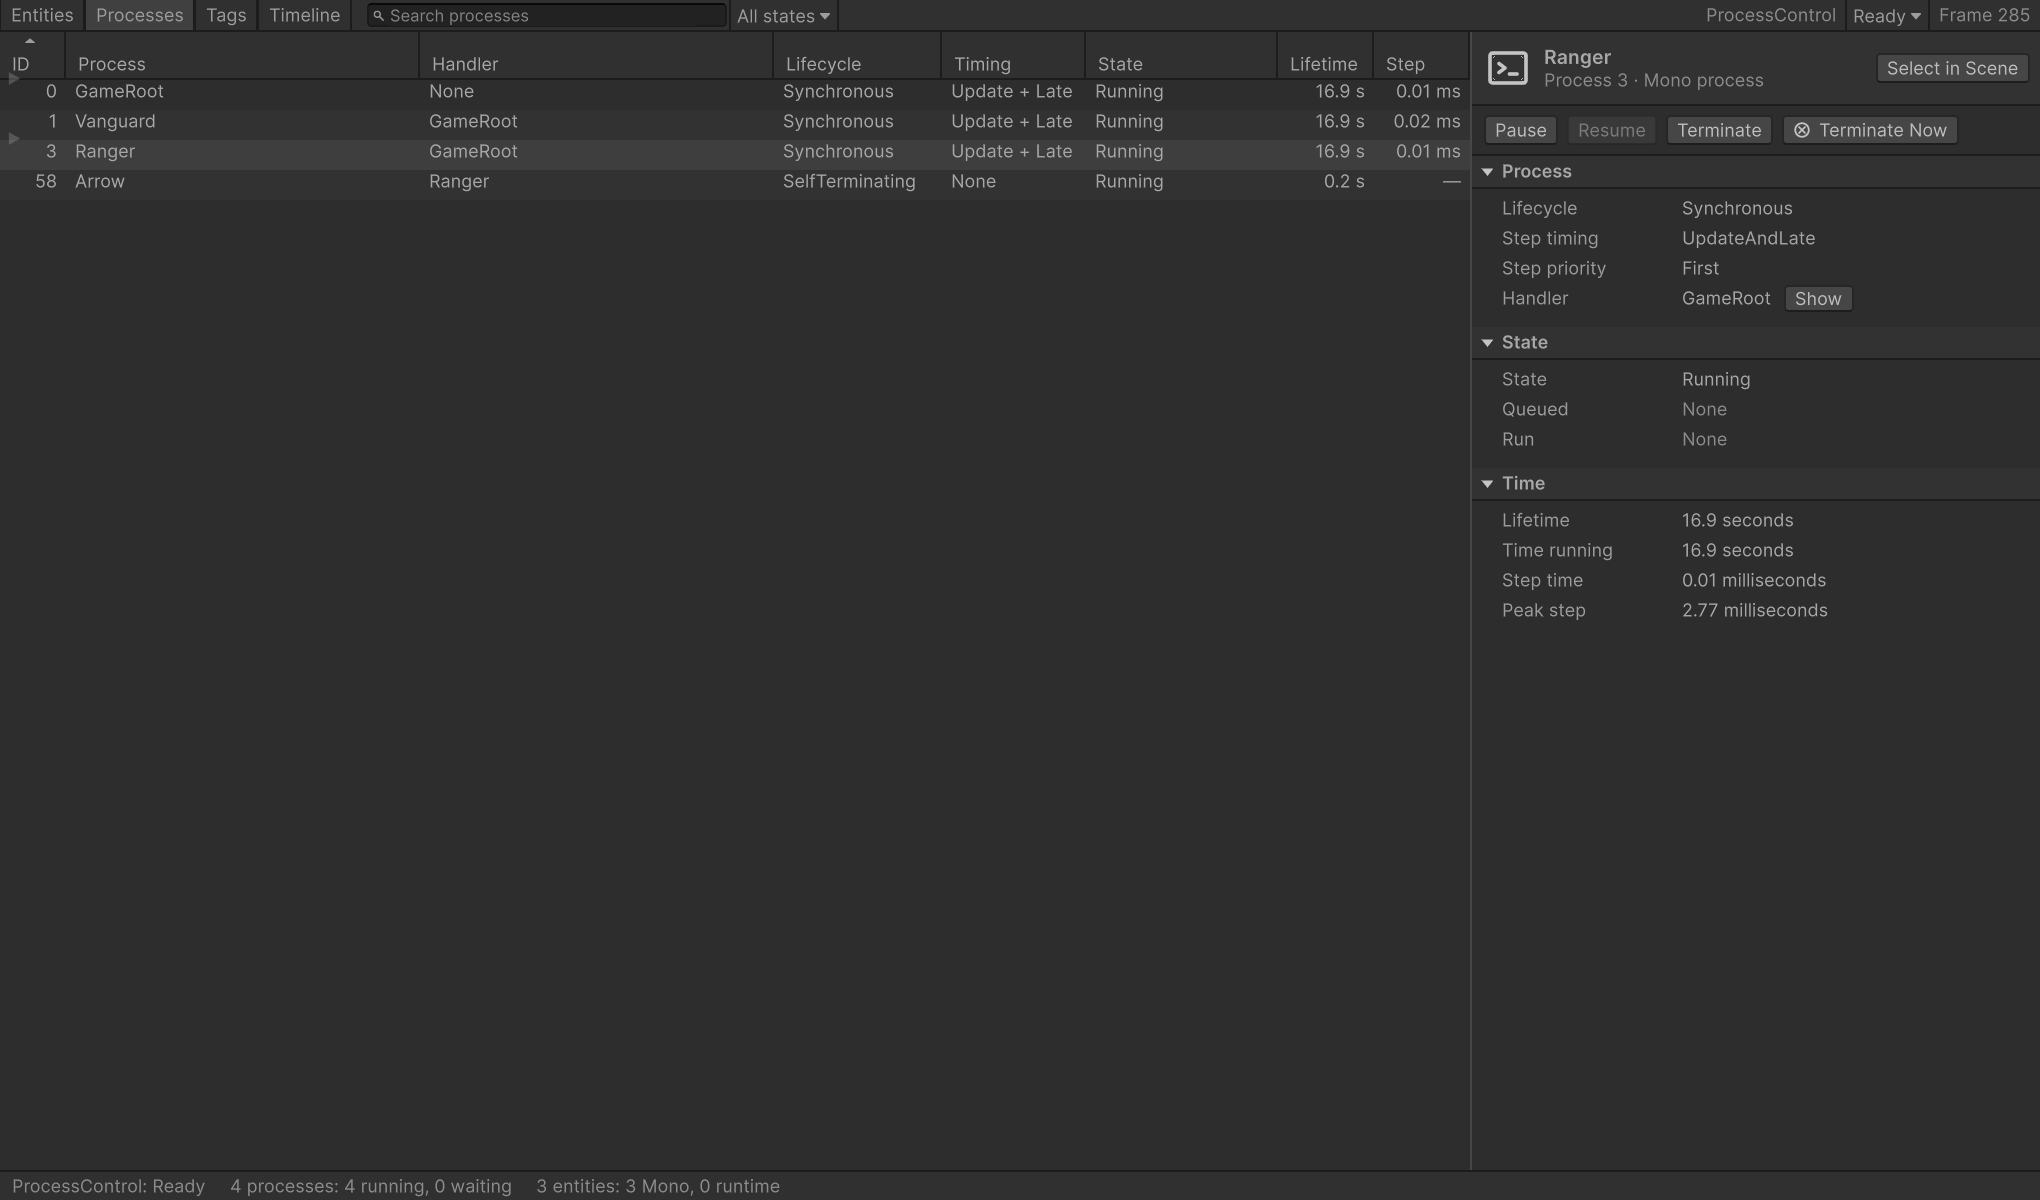 Entities Processes Tags Timeline Search processes All states ProcessControl Ready Frame 285
ID Process Handler Lifecycle Timing State Lifetime Step
0 GameRoot None Synchronous Update + Late Running 16.9 s 0.01 ms
1 Vanguard GameRoot Synchronous Update + Late Running 16.9 s 0.02 ms
3 Ranger GameRoot Synchronous Update + Late Running 16.9 s 0.01 ms
58 Arrow Ranger SelfTerminating None Running 0.2 s —
Ranger
Process 3 · Mono process
Select in Scene
Pause Resume Terminate Terminate Now
Process
Lifecycle Synchronous
Step timing UpdateAndLate
Step priority First
Handler GameRoot Show
State
State Running
Queued None
Run None
Time
Lifetime 16.9 seconds
Time running 16.9 seconds
Step time 0.01 milliseconds
Peak step 2.77 milliseconds
ProcessControl: Ready 4 processes: 4 running, 0 waiting 3 entities: 3 Mono, 0 runtime